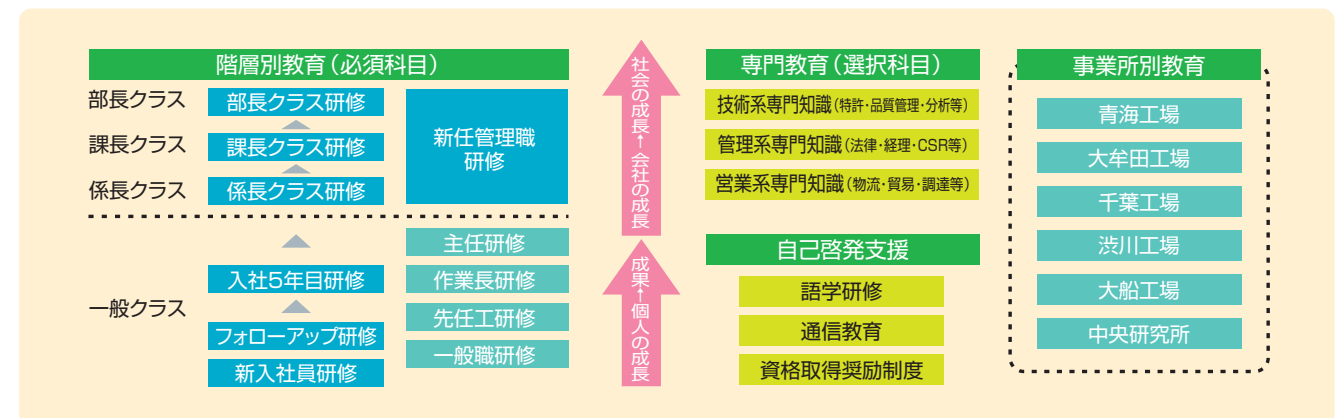 階層別教育（必須科目）
部長クラス
部長クラス研修
課長クラス
課長クラス研修
係長クラス
係長クラス研修
新任管理職
研修
一般クラス
入社5年目研修
フォローアップ研修
新入社員研修
主任研修
作業長研修
先任工研修
一般職研修
社会の成長↑会社の成長
成果↑個人の成長
専門教育（選択科目）
技術系専門知識（特許・品質管理・分析等）
管理系専門知識（法律・経理・CSR等）
営業系専門知識（物流・貿易・調達等）
自己啓発支援
語学研修
通信教育
資格取得奨励制度
事業所別教育
青海工場
大牟田工場
千葉工場
渋川工場
大船工場
中央研究所